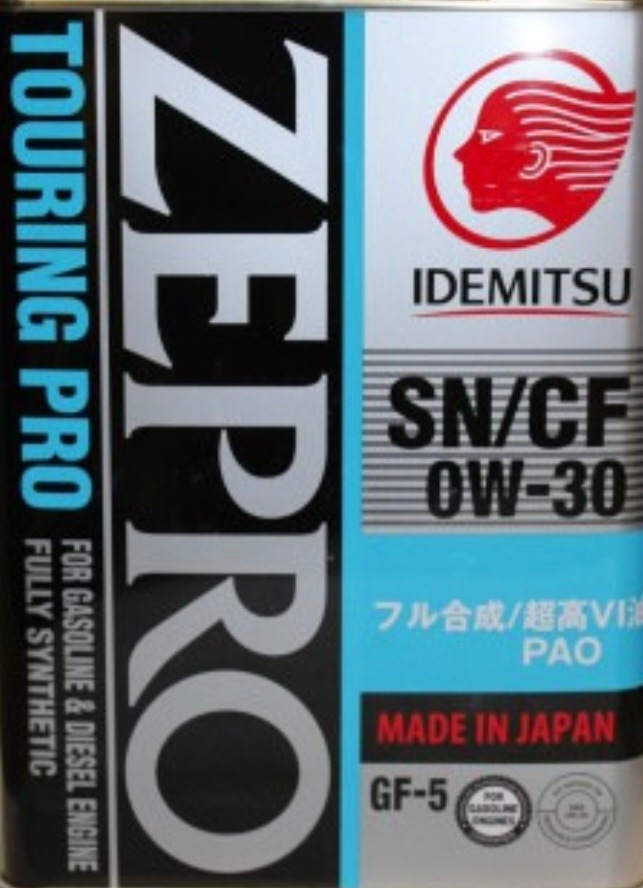 TOURING PRO
FOR GASOLINE & DIESEL ENGINE
FULLY SYNTHETIC
ZEPRO
IDEMITSU
SN/CF
0W-30
フル合成/超高VI油
PAO
MADE IN JAPAN
GF-5
FOR
GASOLINE
ENGINES